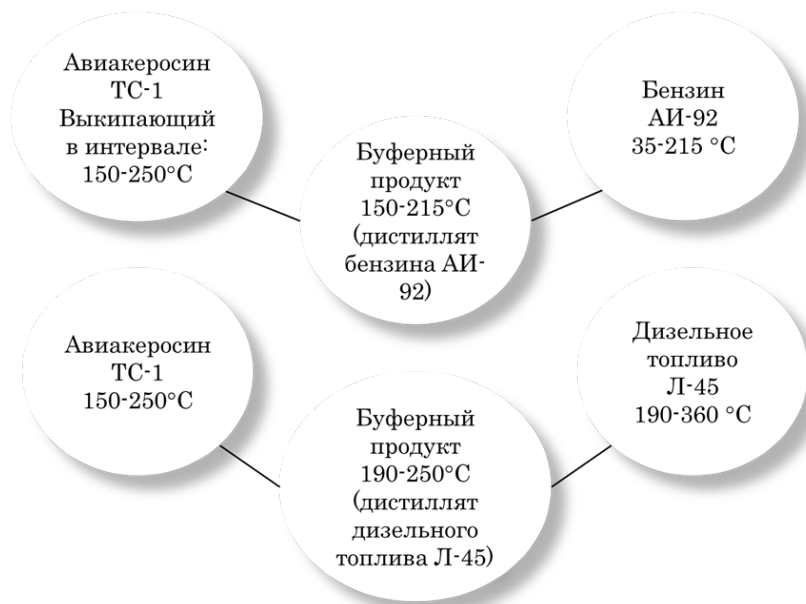 Авиакеросин
ТС-1
Выкипающий
в интервале:
150-250°С
Буферный
продукт
150-215°С
(дистиллят
бензина АИ-
92)
Бензин
АИ-92
35-215 °С
Авиакеросин
ТС-1
150-250°С
Буферный
продукт
190-250°С
(дистиллят
дизельного
топлива Л-45)
Дизельное
топливо
Л-45
190-360 °С